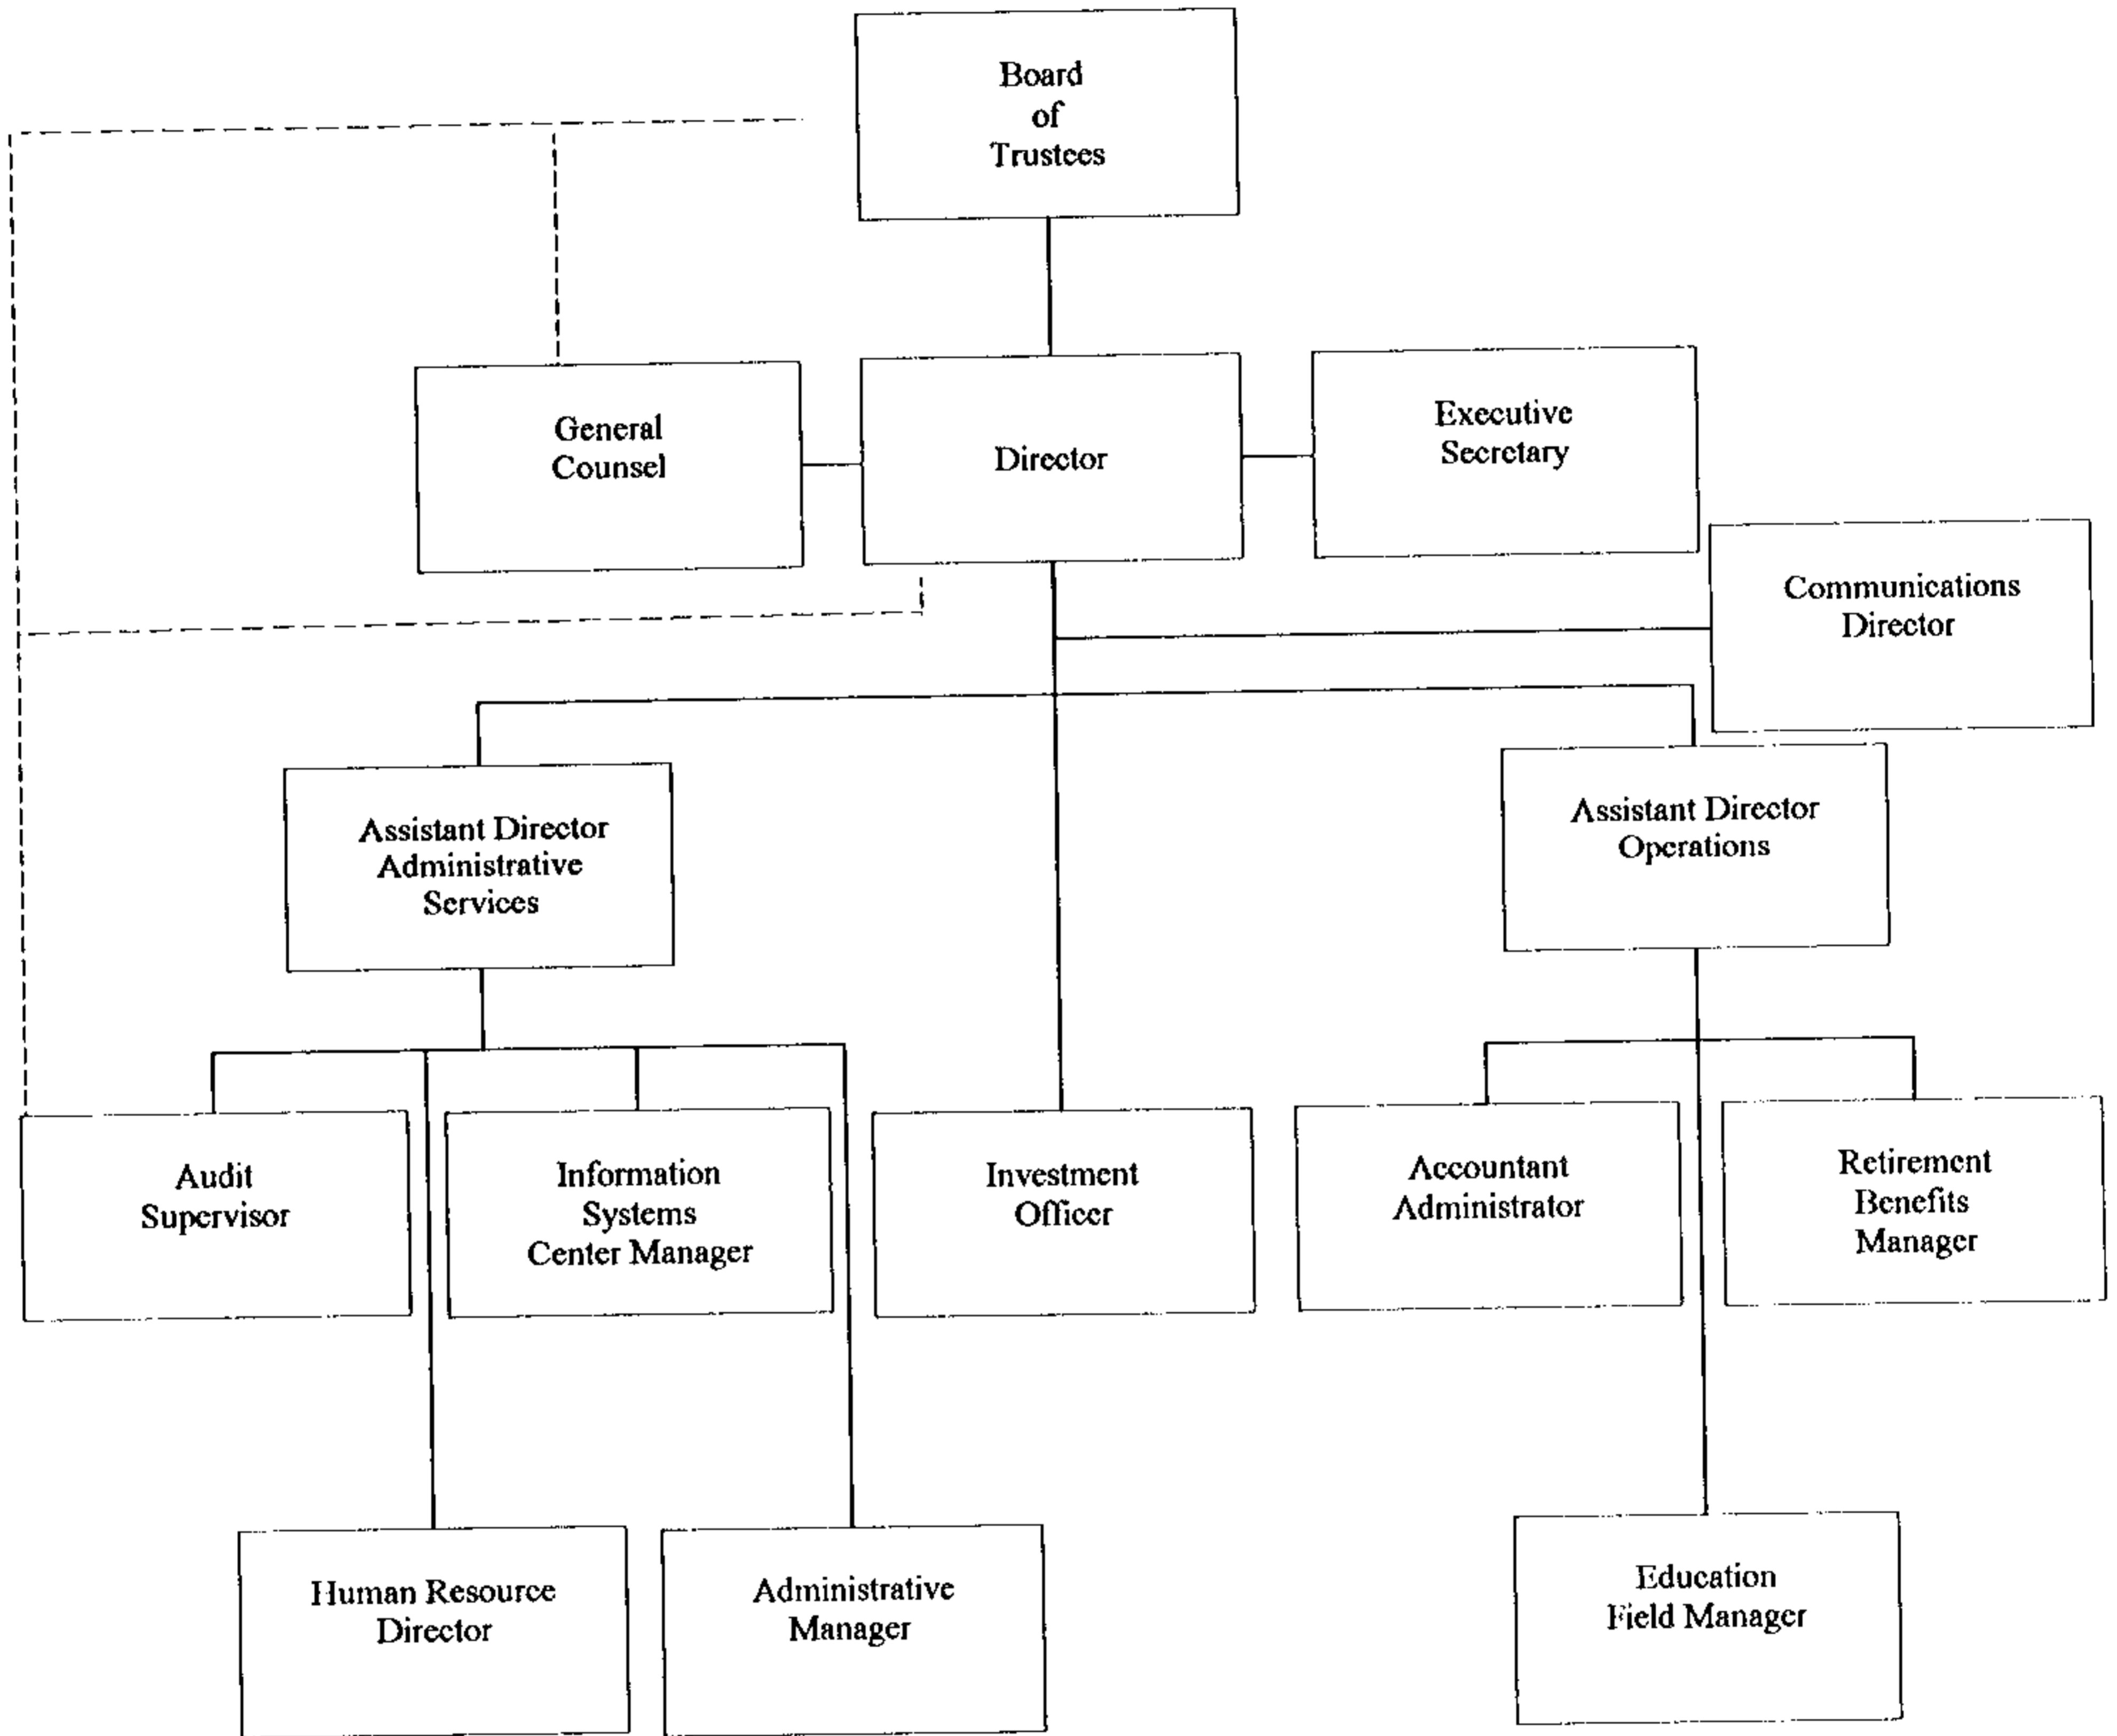 Board
of
Trustees
General
Counsel
Director
Executive
Secretary
Communications
Director
Assistant Director
Administrative
Services
Assistant Director
Operations
Audit
Supervisor
Information
Systems
Center Manager
Investment
Officer
Accountant
Administrator
Retirement
Benefits
Manager
Human Resource
Director
Administrative
Manager
Education
Field Manager